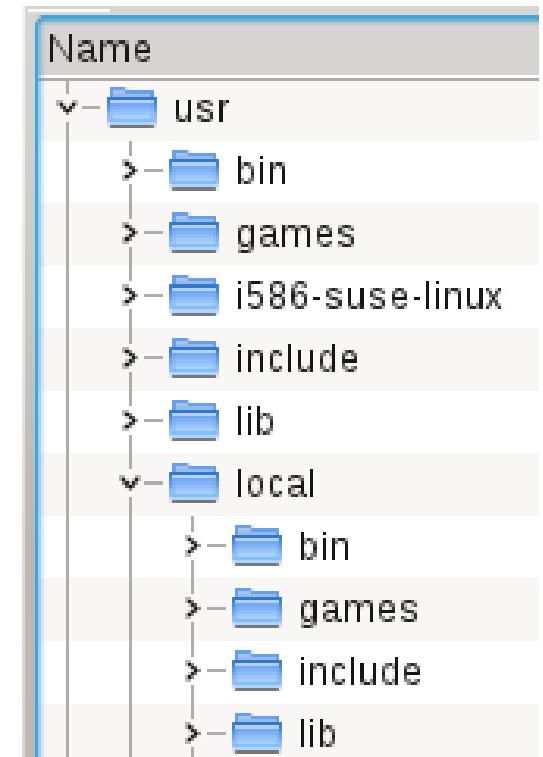 Name
usr
bin
games
i586-suse-linux
include
lib
local
bin
games
include
lib